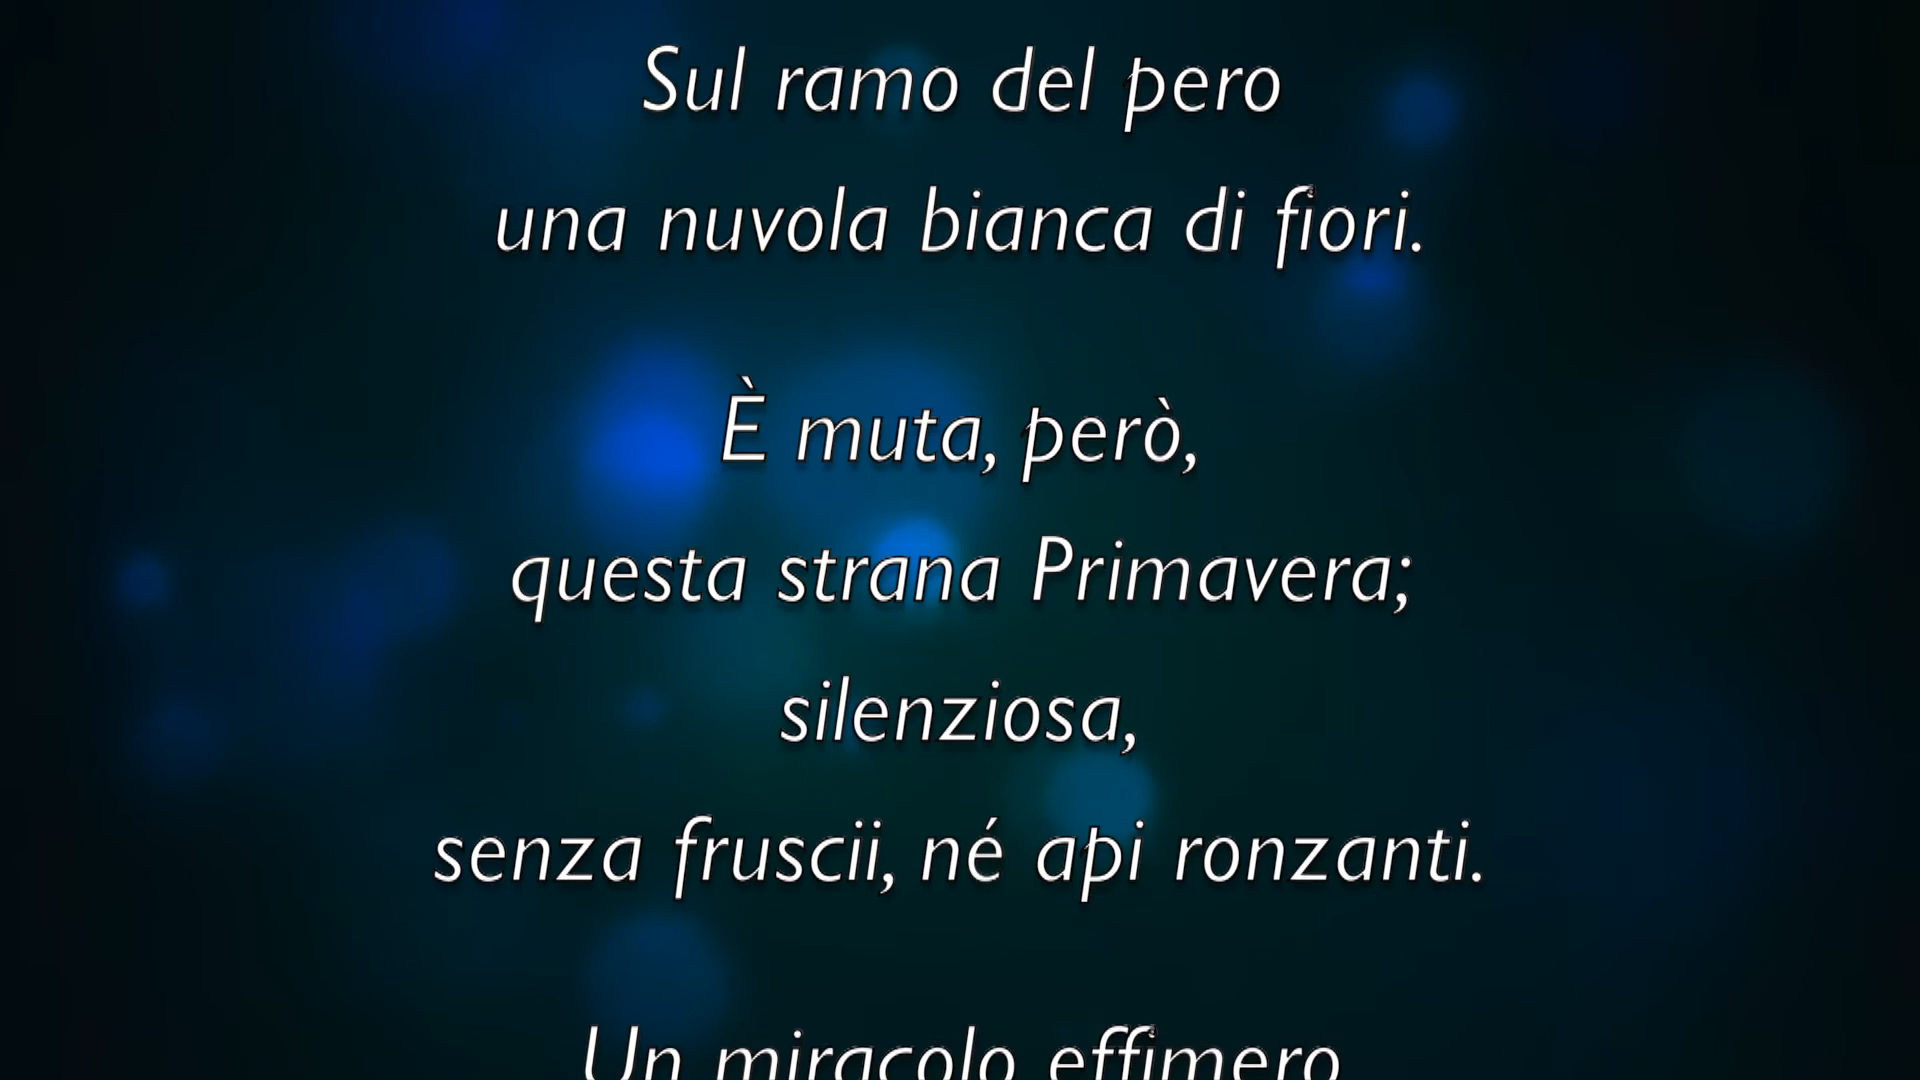 Sul ramo del pero
una nuvola bianca di fiori.
È muta, però,
questa strana Primavera;
silenziosa,
senza fruscii, né api ronzanti.
Un miracolo effimero